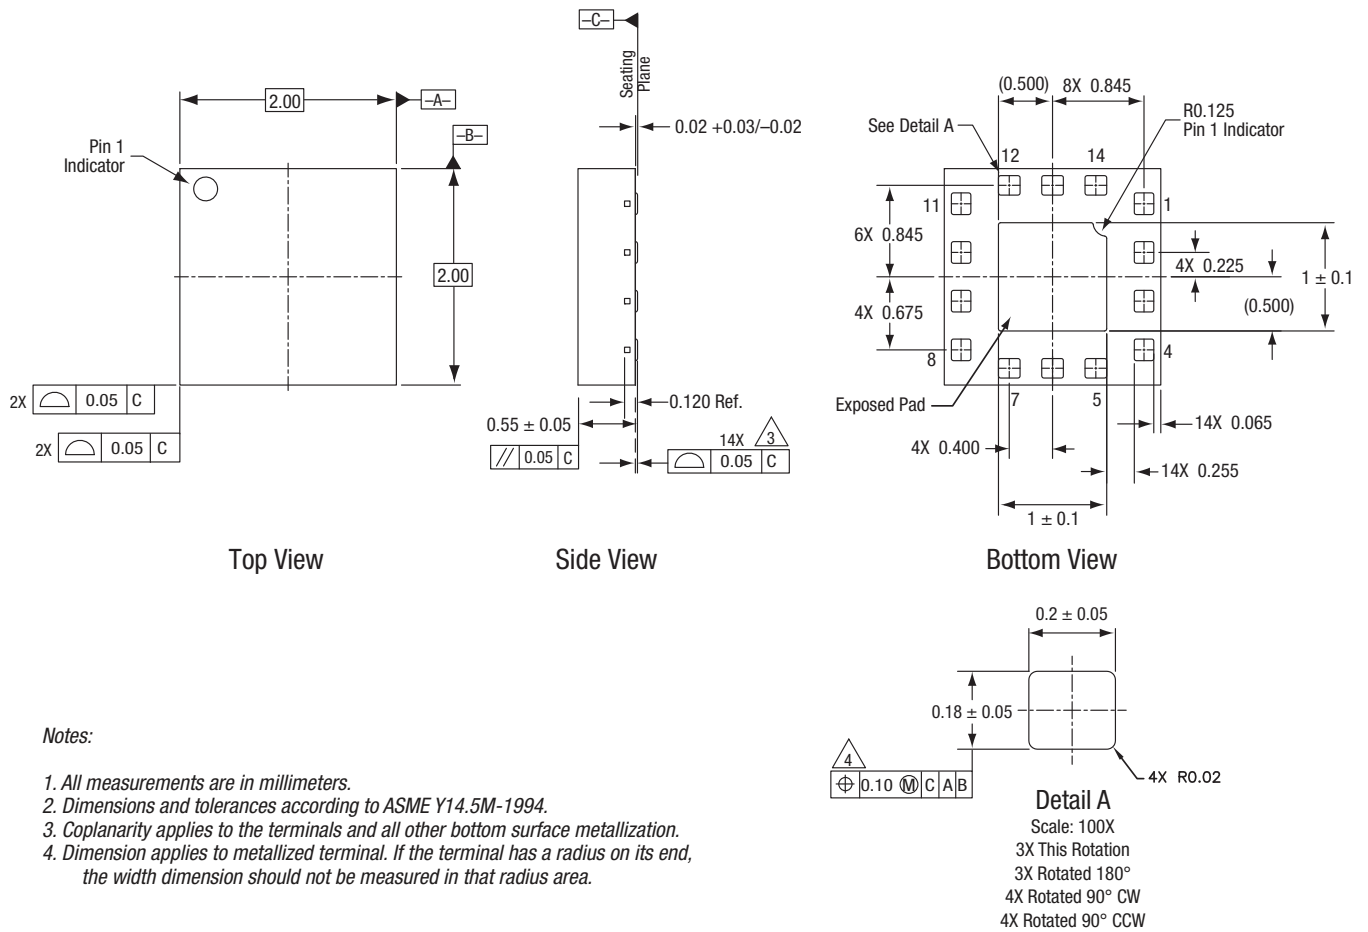 –C–
Seating
Plane
2.00
–A–
–B–
Pin 1
Indicator
2.00
2X 0.05 C
2X 0.05 C
Top View
0.02 +0.03/–0.02
0.120 Ref.
0.55 ± 0.05
// 0.05 C
14X 3
0.05 C
Side View
(0.500)
8X 0.845
See Detail A
R0.125
Pin 1 Indicator
12
14
11
1
6X 0.845
4X 0.225
1 ± 0.1
(0.500)
4X 0.675
8
4
7
5
Exposed Pad
14X 0.065
4X 0.400
14X 0.255
1 ± 0.1
Bottom View
0.2 ± 0.05
0.18 ± 0.05
4
⌖ 0.10 Ⓜ C A B
4X R0.02
Detail A
Scale: 100X
3X This Rotation
3X Rotated 180°
4X Rotated 90° CW
4X Rotated 90° CCW
Notes:
1. All measurements are in millimeters.
2. Dimensions and tolerances according to ASME Y14.5M-1994.
3. Coplanarity applies to the terminals and all other bottom surface metallization.
4. Dimension applies to metallized terminal. If the terminal has a radius on its end,
the width dimension should not be measured in that radius area.